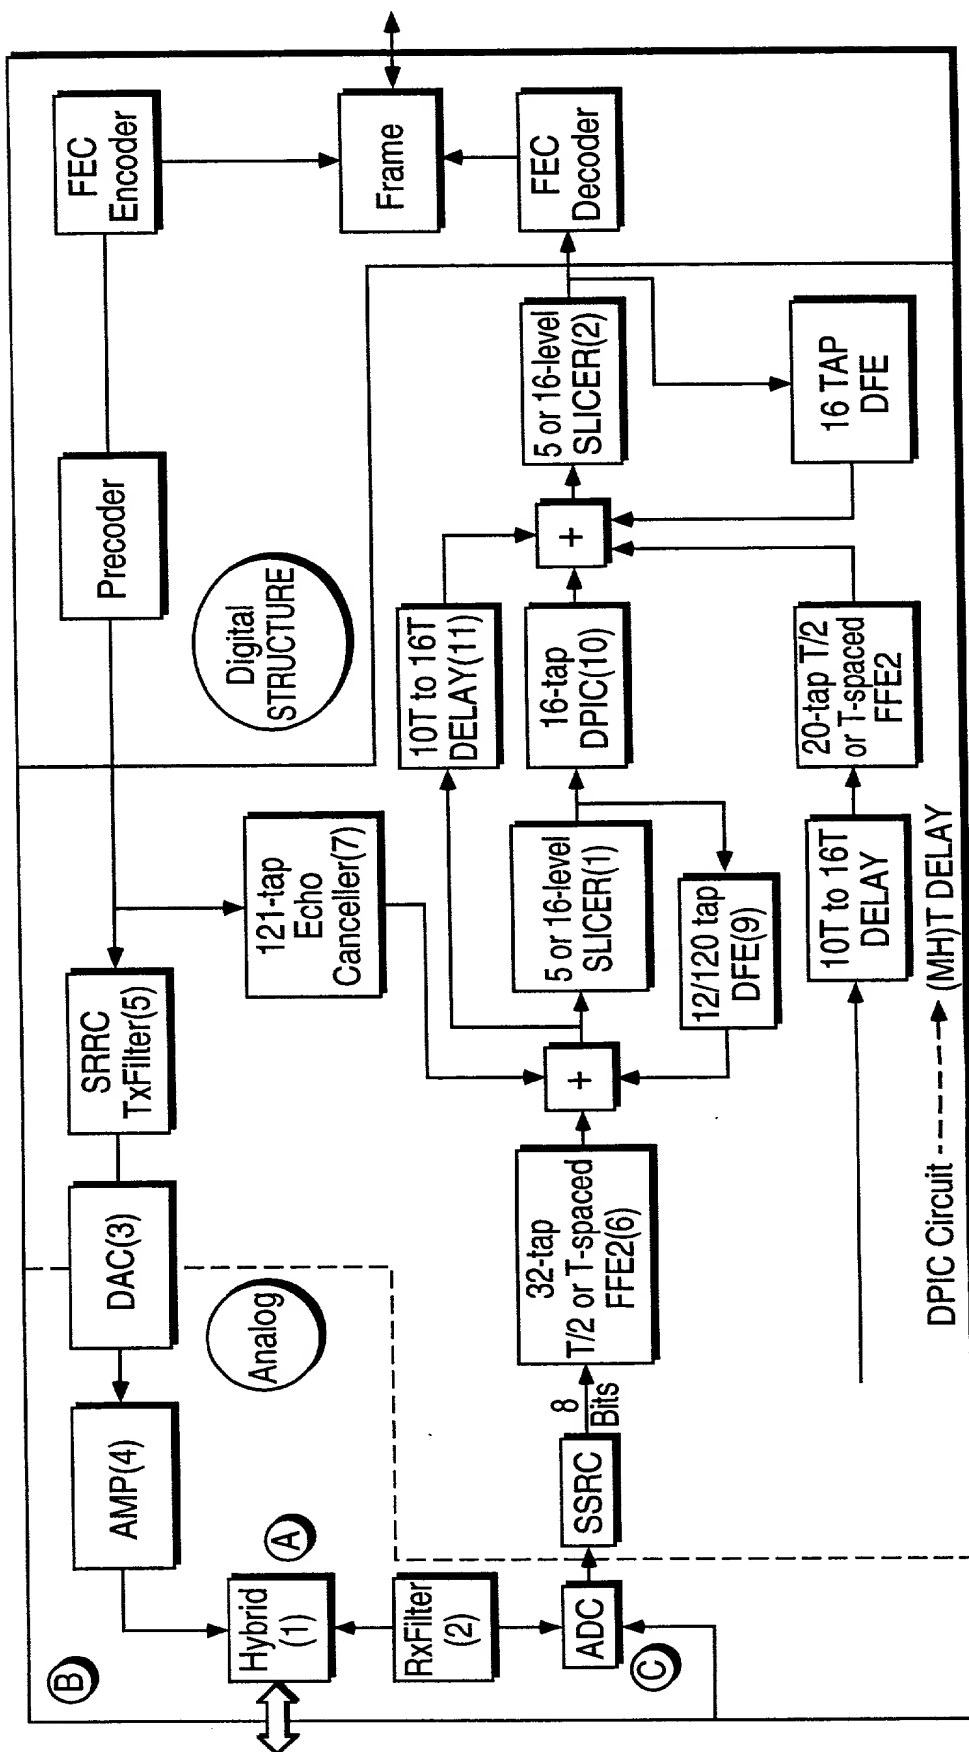 B
AMP(4)
DAC(3)
SRRC
TxFilter(5)
Precoder
FEC
Encoder
Hybrid
(1)
A
Analog
121-tap
Echo
Canceller(7)
Digital
STRUCTURE
Frame
RxFilter
(2)
10T to 16T
DELAY(11)
ADC
SSRC
8
Bits
32-tap
T/2 or T-spaced
FFE2(6)
+
5 or 16-level
SLICER(1)
16-tap
DPIC(10)
+
5 or 16-level
SLICER(2)
FEC
Decoder
C
12/120 tap
DFE(9)
10T to 16T
DELAY
20-tap T/2
or T-spaced
FFE2
16 TAP
DFE
DPIC Circuit (MH)T DELAY